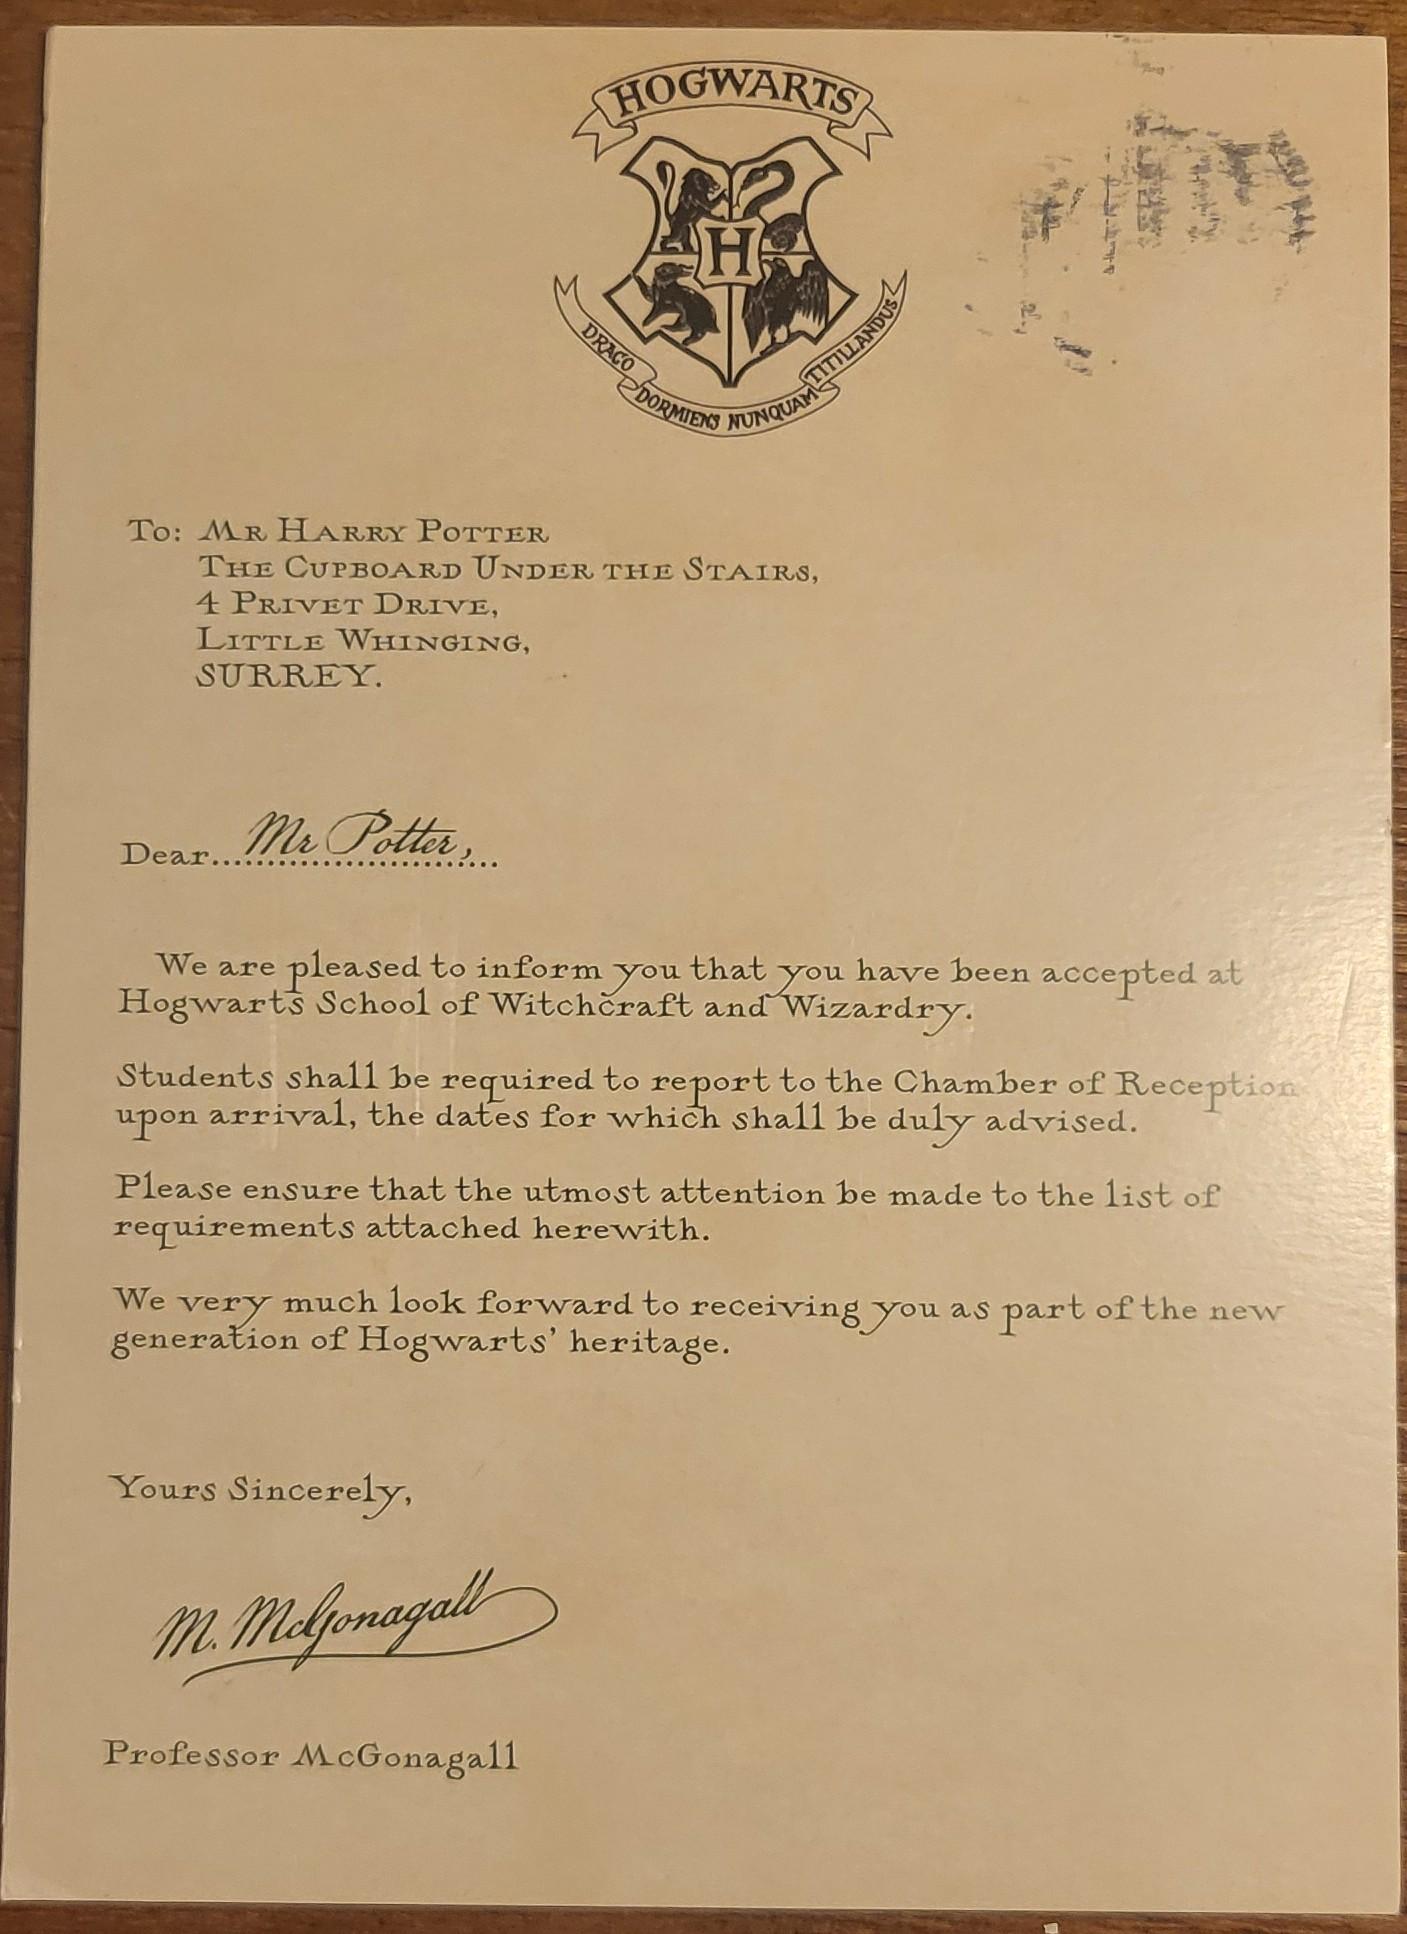 HOGWARTS
H
DRACO DORMIENS NUNQUAM TITILLANDUS
To: Mr Harry Potter
The Cupboard Under the Stairs,
4 Privet Drive,
Little Whinging,
SURREY.
Dear... Mr Potter, ...
We are pleased to inform you that you have been accepted at
Hogwarts School of Witchcraft and Wizardry.
Students shall be required to report to the Chamber of Reception
upon arrival, the dates for which shall be duly advised.
Please ensure that the utmost attention be made to the list of
requirements attached herewith.
We very much look forward to receiving you as part of the new
generation of Hogwarts' heritage.
Yours Sincerely,
M. McGonagall
Professor McGonagall